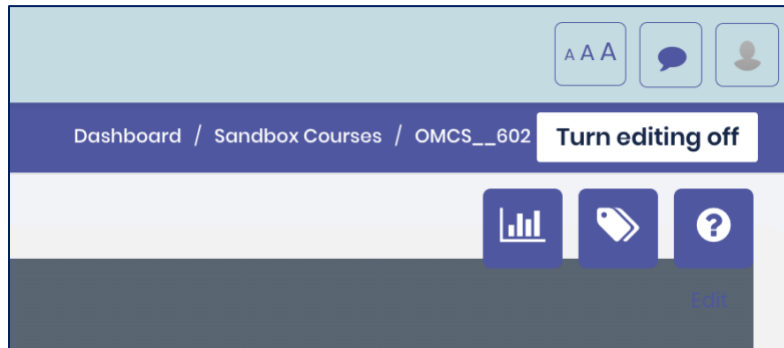 A A A
Dashboard / Sandbox Courses / OMCS__602 Turn editing off
Edit